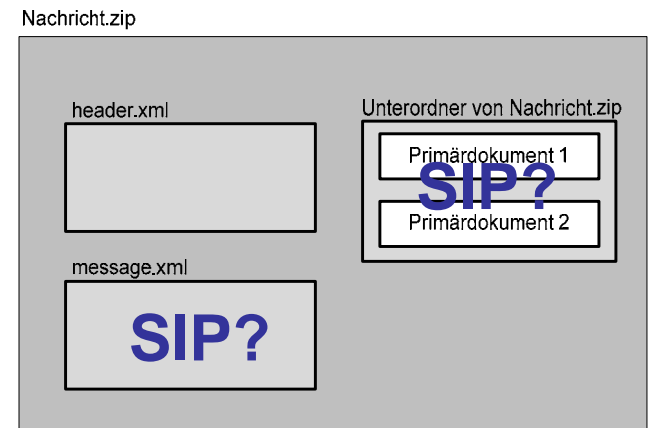 Nachricht.zip
header.xml
Unterordner von Nachricht.zip
Primärdokument 1
SIP?
Primärdokument 2
message.xml
SIP?